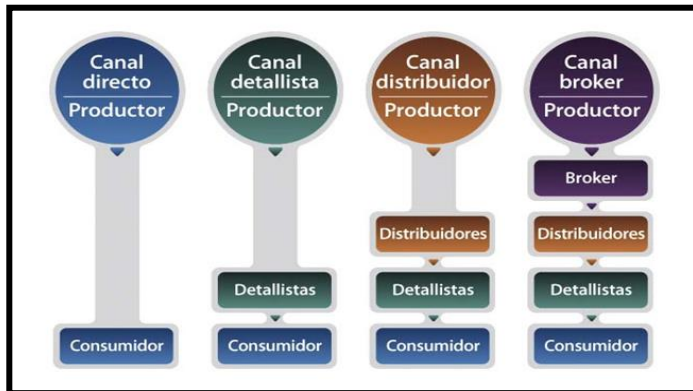 Canal
directo
Productor
Consumidor
Canal
detallista
Productor
Detallistas
Consumidor
Canal
distribuidor
Productor
Distribuidores
Detallistas
Consumidor
Canal
broker
Productor
Broker
Distribuidores
Detallistas
Consumidor